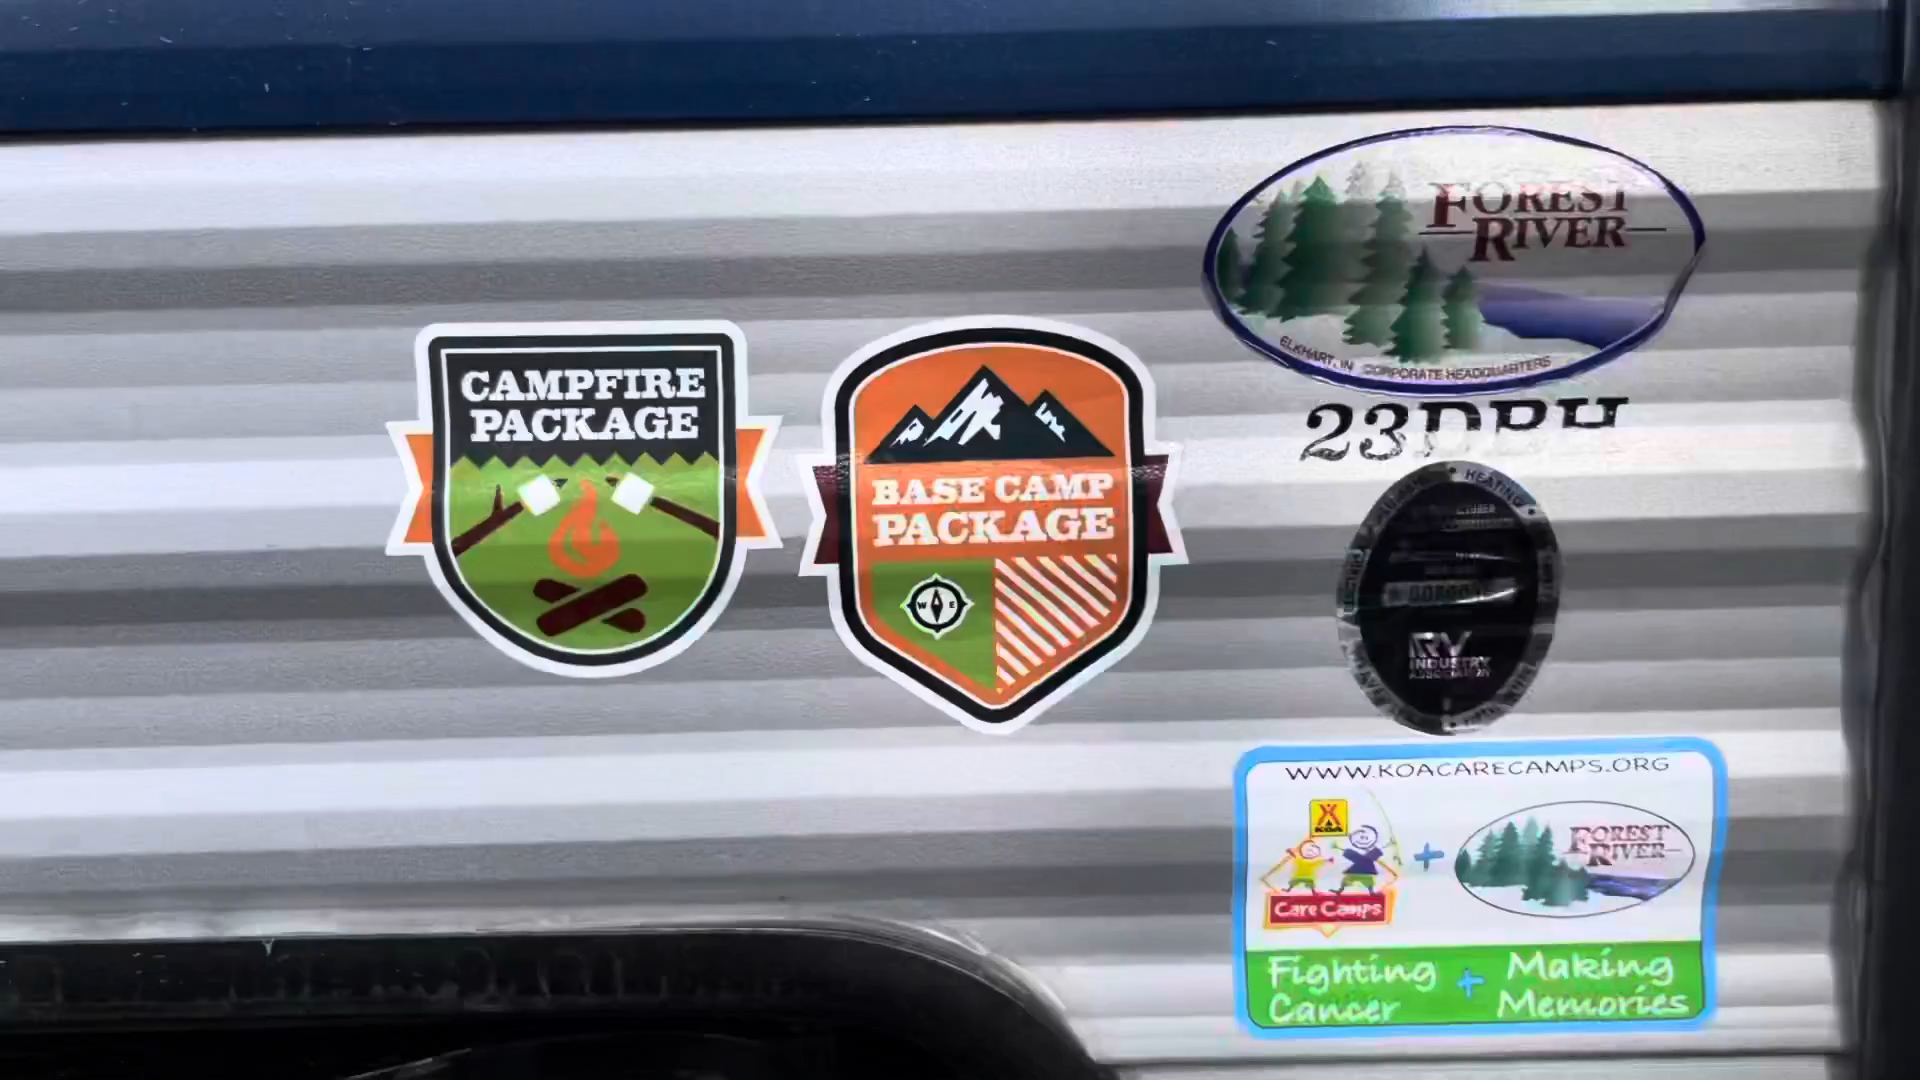 CAMPFIRE
PACKAGE
BASE CAMP
PACKAGE
W E
FOREST
RIVER
ELKHART, IN CORPORATE HEADQUARTERS
23DBH
HEATING
RV
INDUSTRY
ASSOCIATION
WWW.KOACARECAMPS.ORG
KOA
Care Camps
+
FOREST
RIVER
Fighting + Making
Cancer Memories